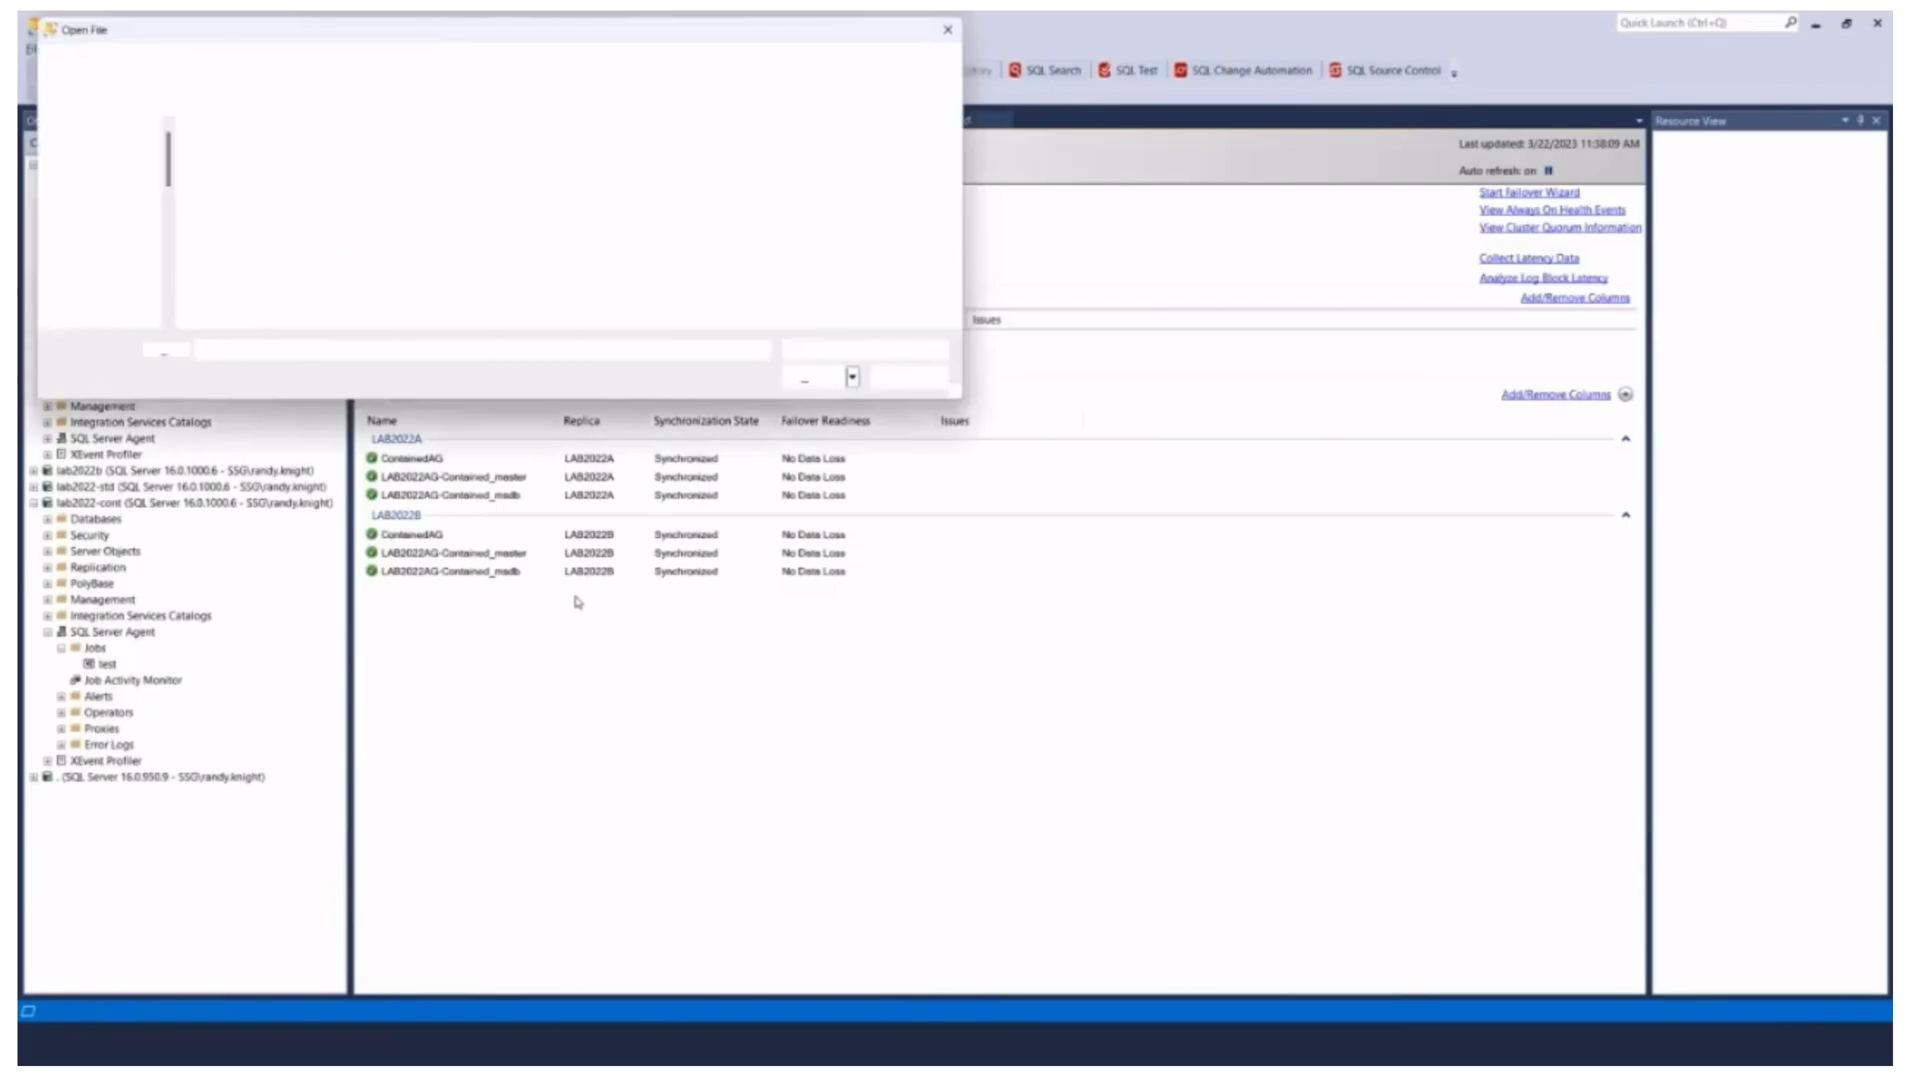 Open File
Quick Launch (Ctrl+Q)
SQL Search
SQL Test
SQL Change Automation
SQL Source Control
Resource View
Last updated: 3/22/2023 11:38:09 AM
Auto refresh: on
Start Failover Wizard
View Always On Health Events
View Cluster Quorum Information
Collect Latency Data
Analyze Log Block Latency
Add/Remove Columns
Issues
Add/Remove Columns
Management
Integration Services Catalogs
SQL Server Agent
XEvent Profiler
lab2022b (SQL Server 16.0.1000.6 - SSG\randy.knight)
lab2022-std (SQL Server 16.0.1000.6 - SSG\randy.knight)
lab2022-cont (SQL Server 16.0.1000.6 - SSG\randy.knight)
Databases
Security
Server Objects
Replication
PolyBase
Management
Integration Services Catalogs
SQL Server Agent
Jobs
test
Job Activity Monitor
Alerts
Operators
Proxies
Error Logs
XEvent Profiler
. (SQL Server 16.0.950.9 - SSG\randy.knight)
Name Replica Synchronization State Failover Readiness Issues
LAB2022A
ContainedAG LAB2022A Synchronized No Data Loss
LAB2022AG-Contained_master LAB2022A Synchronized No Data Loss
LAB2022AG-Contained_msdb LAB2022A Synchronized No Data Loss
LAB2022B
ContainedAG LAB2022B Synchronized No Data Loss
LAB2022AG-Contained_master LAB2022B Synchronized No Data Loss
LAB2022AG-Contained_msdb LAB2022B Synchronized No Data Loss